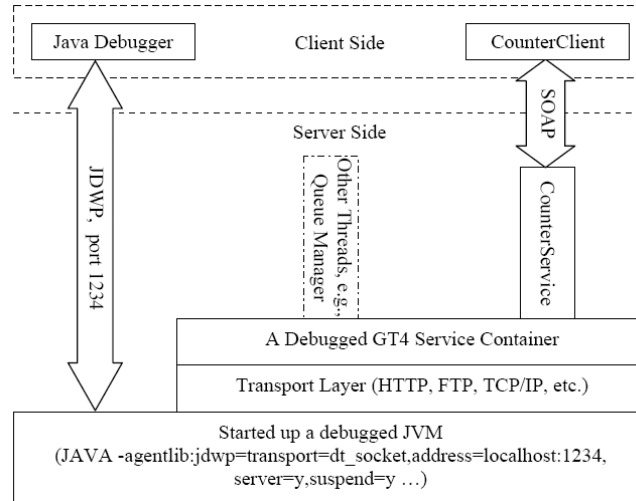 Java Debugger
Client Side
CounterClient
SOAP
Server Side
JDWP, port 1234
Other Threads, e.g.,
Queue Manager
CounterService
A Debugged GT4 Service Container
Transport Layer (HTTP, FTP, TCP/IP, etc.)
Started up a debugged JVM
(JAVA -agentlib:jdwp=transport=dt_socket,address=localhost:1234,
server=y,suspend=y …)